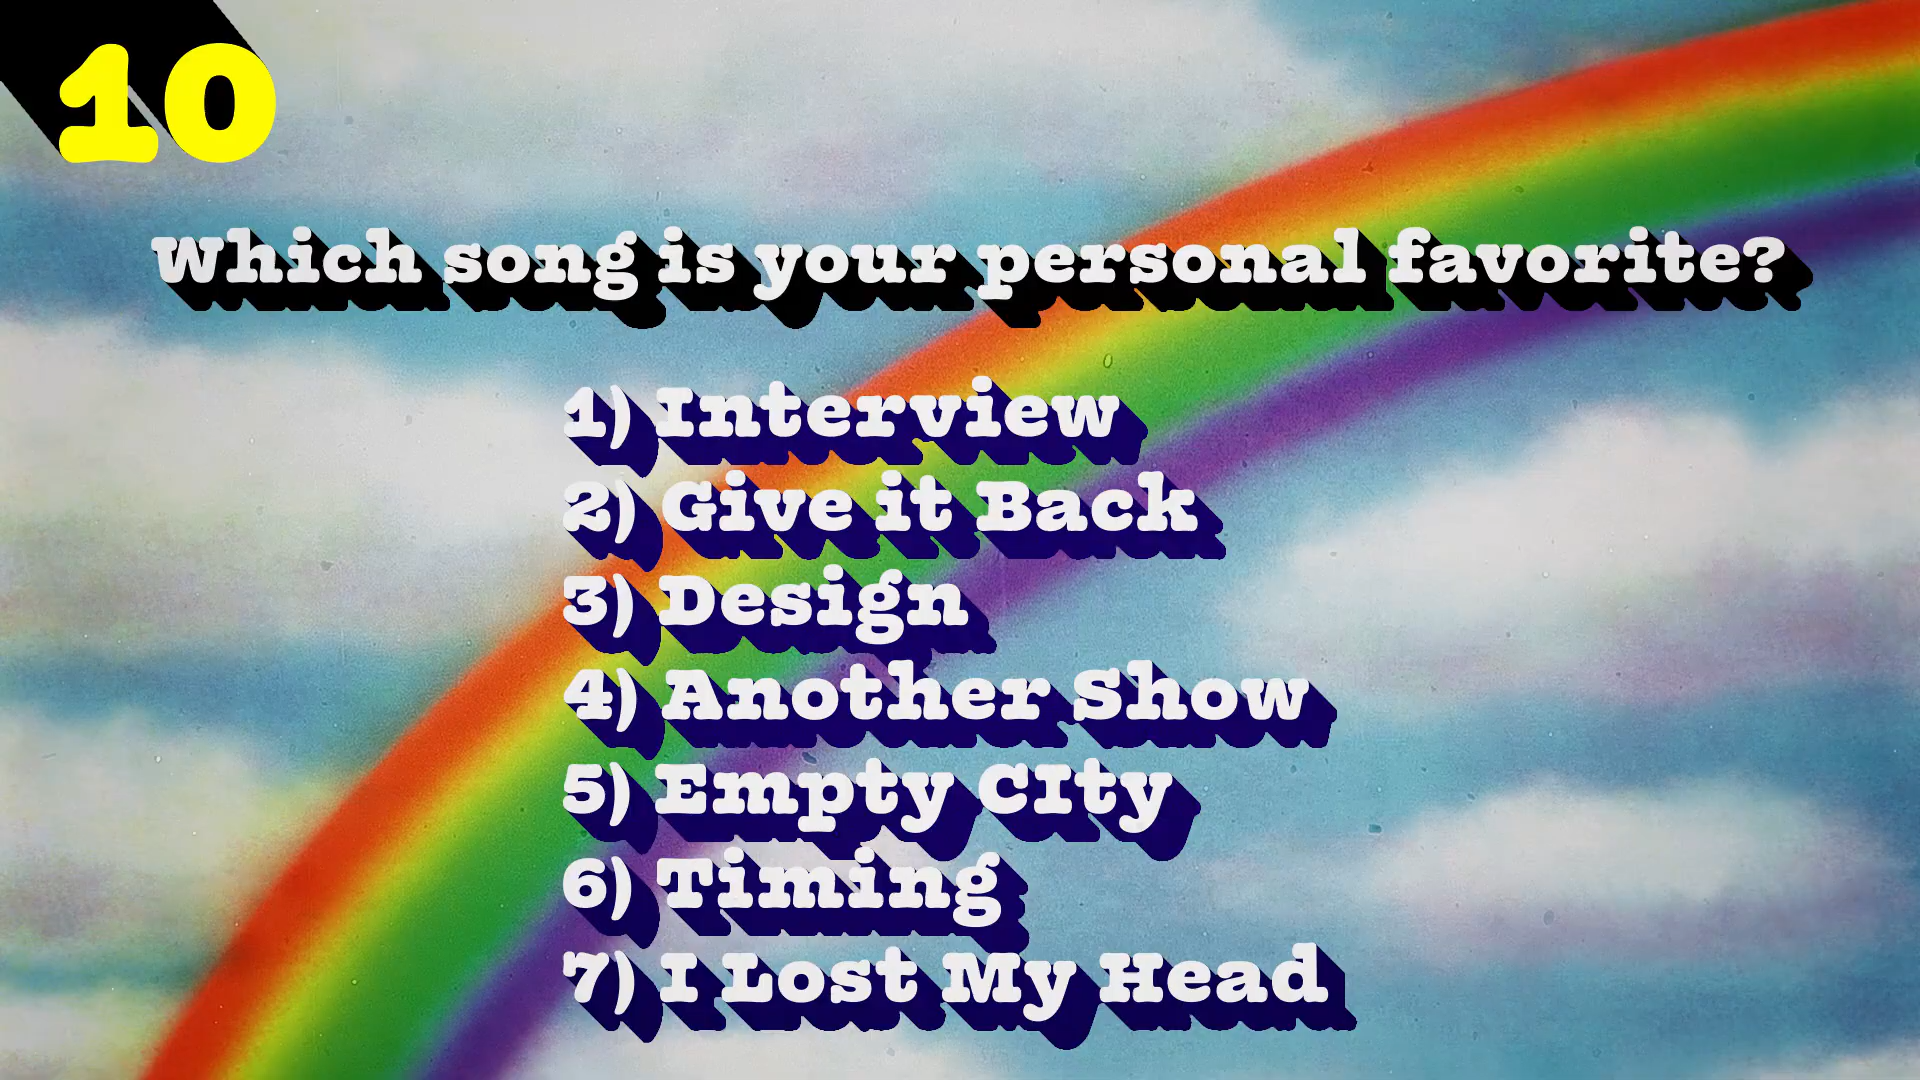 10
Which song is your personal favorite?
1) Interview
2) Give it Back
3) Design
4) Another Show
5) Empty CIty
6) Timing
7) I Lost My Head